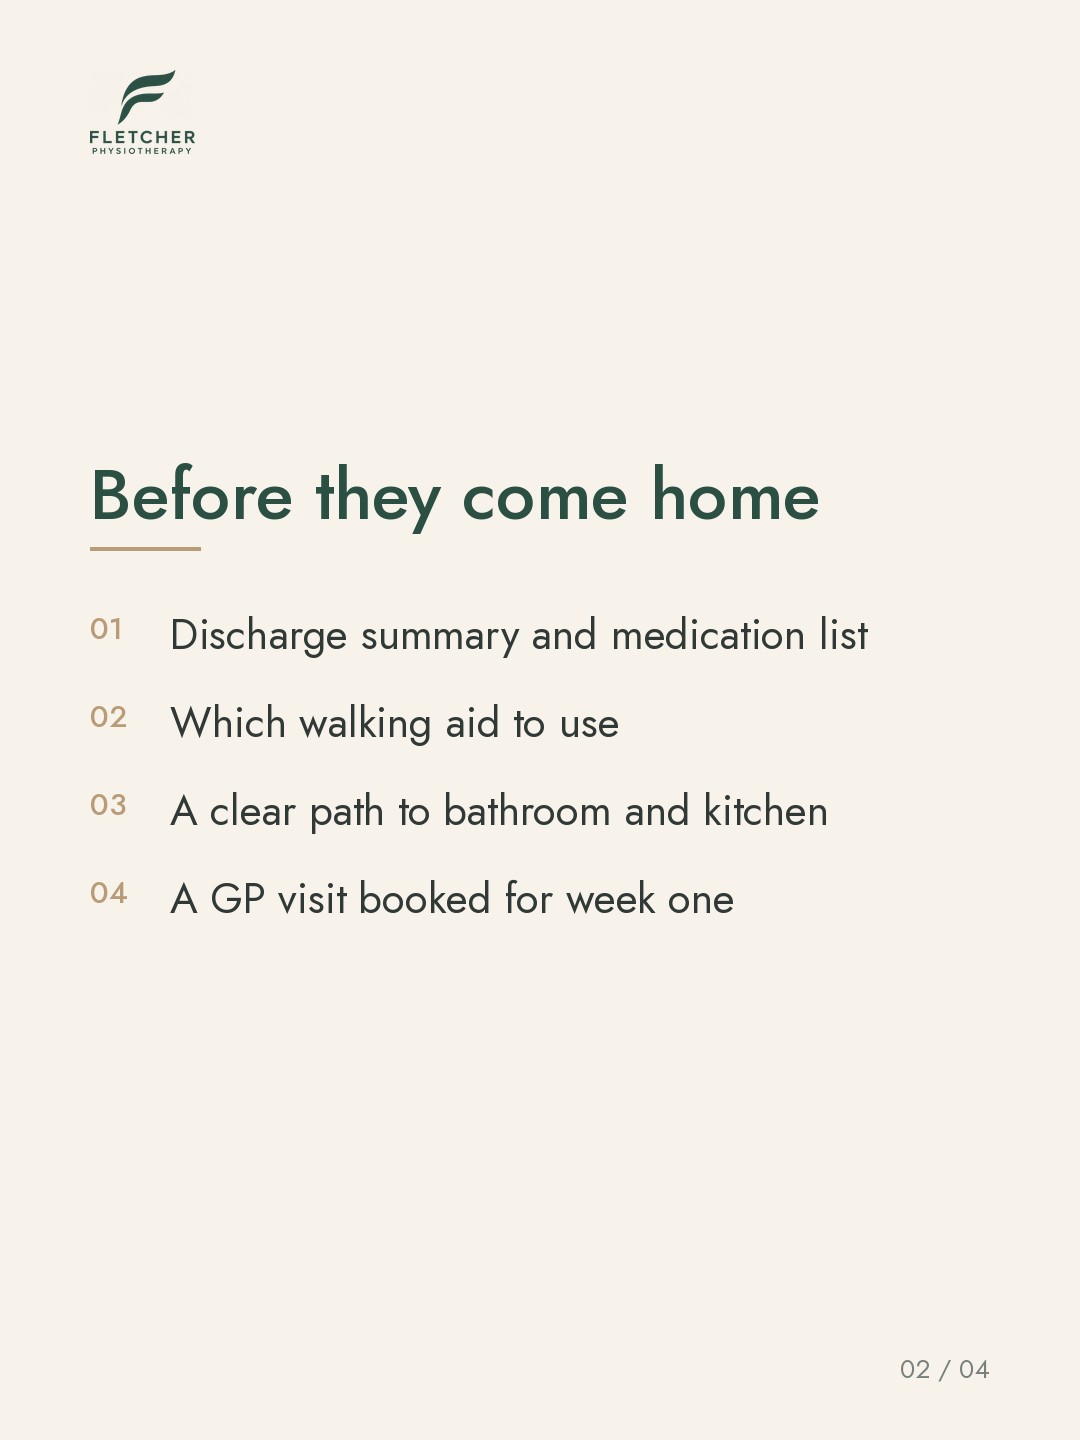 FLETCHER
PHYSIOTHERAPY
Before they come home
01 Discharge summary and medication list
02 Which walking aid to use
03 A clear path to bathroom and kitchen
04 A GP visit booked for week one
02 / 04